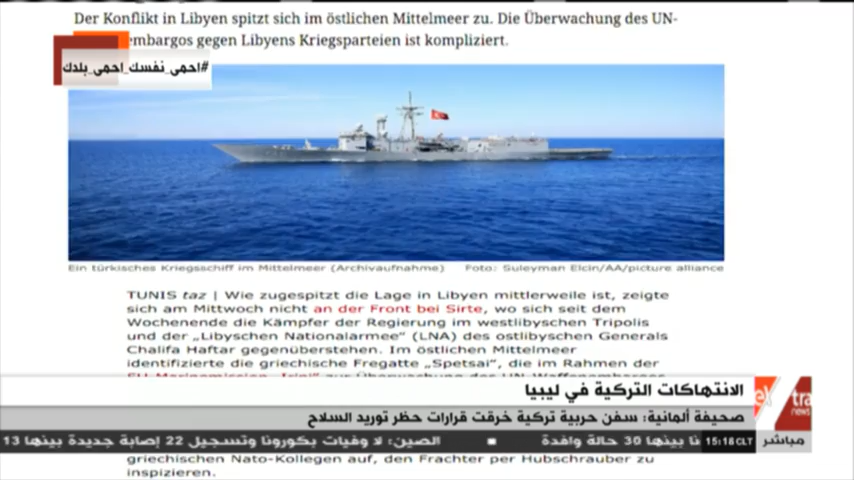 Der Konflikt in Libyen spitzt sich im östlichen Mittelmeer zu. Die Überwachung des UN-
embargos gegen Libyens Kriegsparteien ist kompliziert.
#احمى_نفسك_احمى_بلدك
Ein türkisches Kriegsschiff im Mittelmeer (Archivaufnahme) Foto: Suleyman Elcin/AA/picture alliance
TUNIS taz | Wie zugespitzt die Lage in Libyen mittlerweile ist, zeigte
sich am Mittwoch nicht an der Front bei Sirte, wo sich seit dem
Wochenende die Kämpfer der Regierung im westlibyschen Tripolis
und der „Libyschen Nationalarmee“ (LNA) des ostlibyschen Generals
Chalifa Haftar gegenüberstehen. Im östlichen Mittelmeer
identifizierte die griechische Fregatte „Spetsai“, die im Rahmen der
الانتهاكات التركية في ليبيا
صحيفة ألمانية: سفن حربية تركية خرقت قرارات حظر توريد السلاح
extra
news
مباشر
15:18 CLT
نا بينها 30 حالة وافدة ■ الصين: لا وفيات بكورونا وتسجيل 22 إصابة جديدة بينها 13
griechischen Nato-Kollegen auf, den Frachter per Hubschrauber zu
inspizieren.